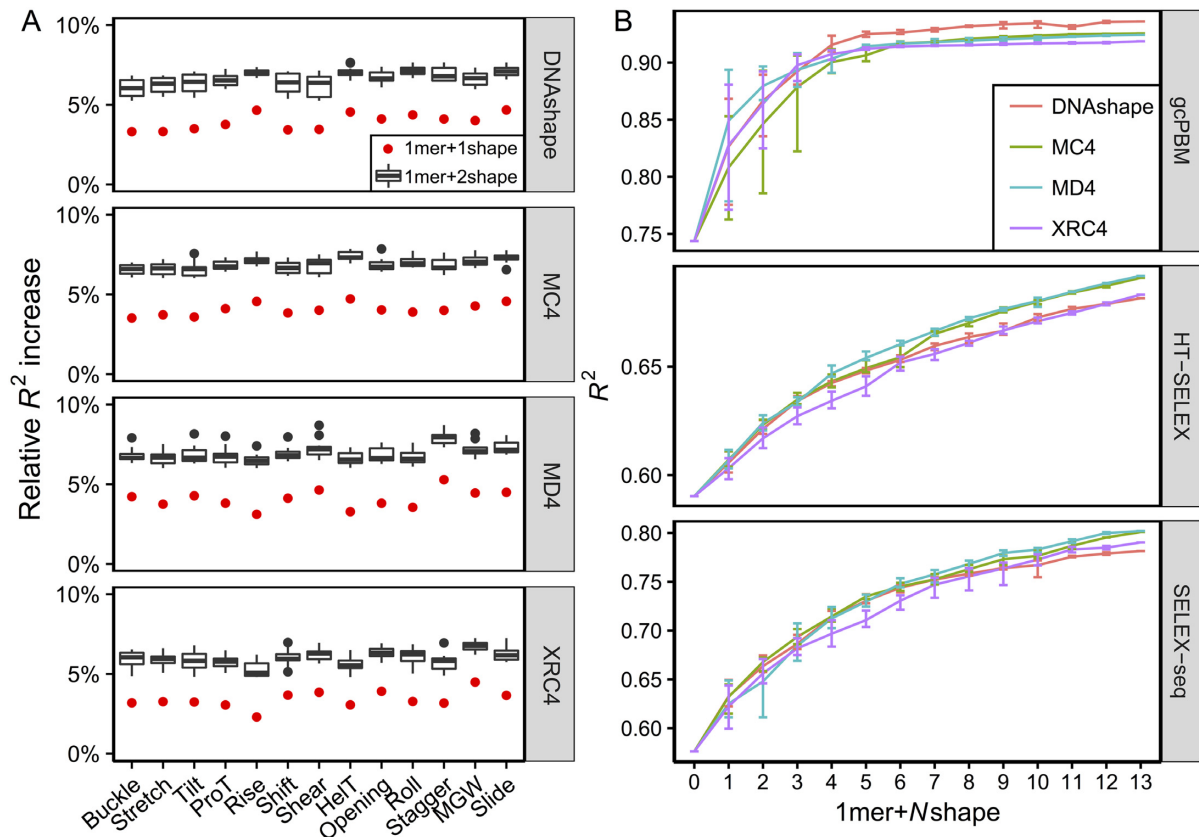 A
Relative R² increase
10%
5%
0%
DNAshape
1mer+1shape
1mer+2shape
10%
5%
0%
MC4
10%
5%
0%
MD4
10%
5%
0%
XRC4
Buckle
Stretch
Tilt
ProT
Rise
Shift
Shear
HelT
Opening
Roll
Stagger
MGW
Slide
B
R²
0.90
0.85
0.80
0.75
DNAshape
MC4
MD4
XRC4
gcPBM
0.65
0.60
HT−SELEX
0.80
0.75
0.70
0.65
0.60
SELEX−seq
0 1 2 3 4 5 6 7 8 9 10 11 12 13
1mer+Nshape